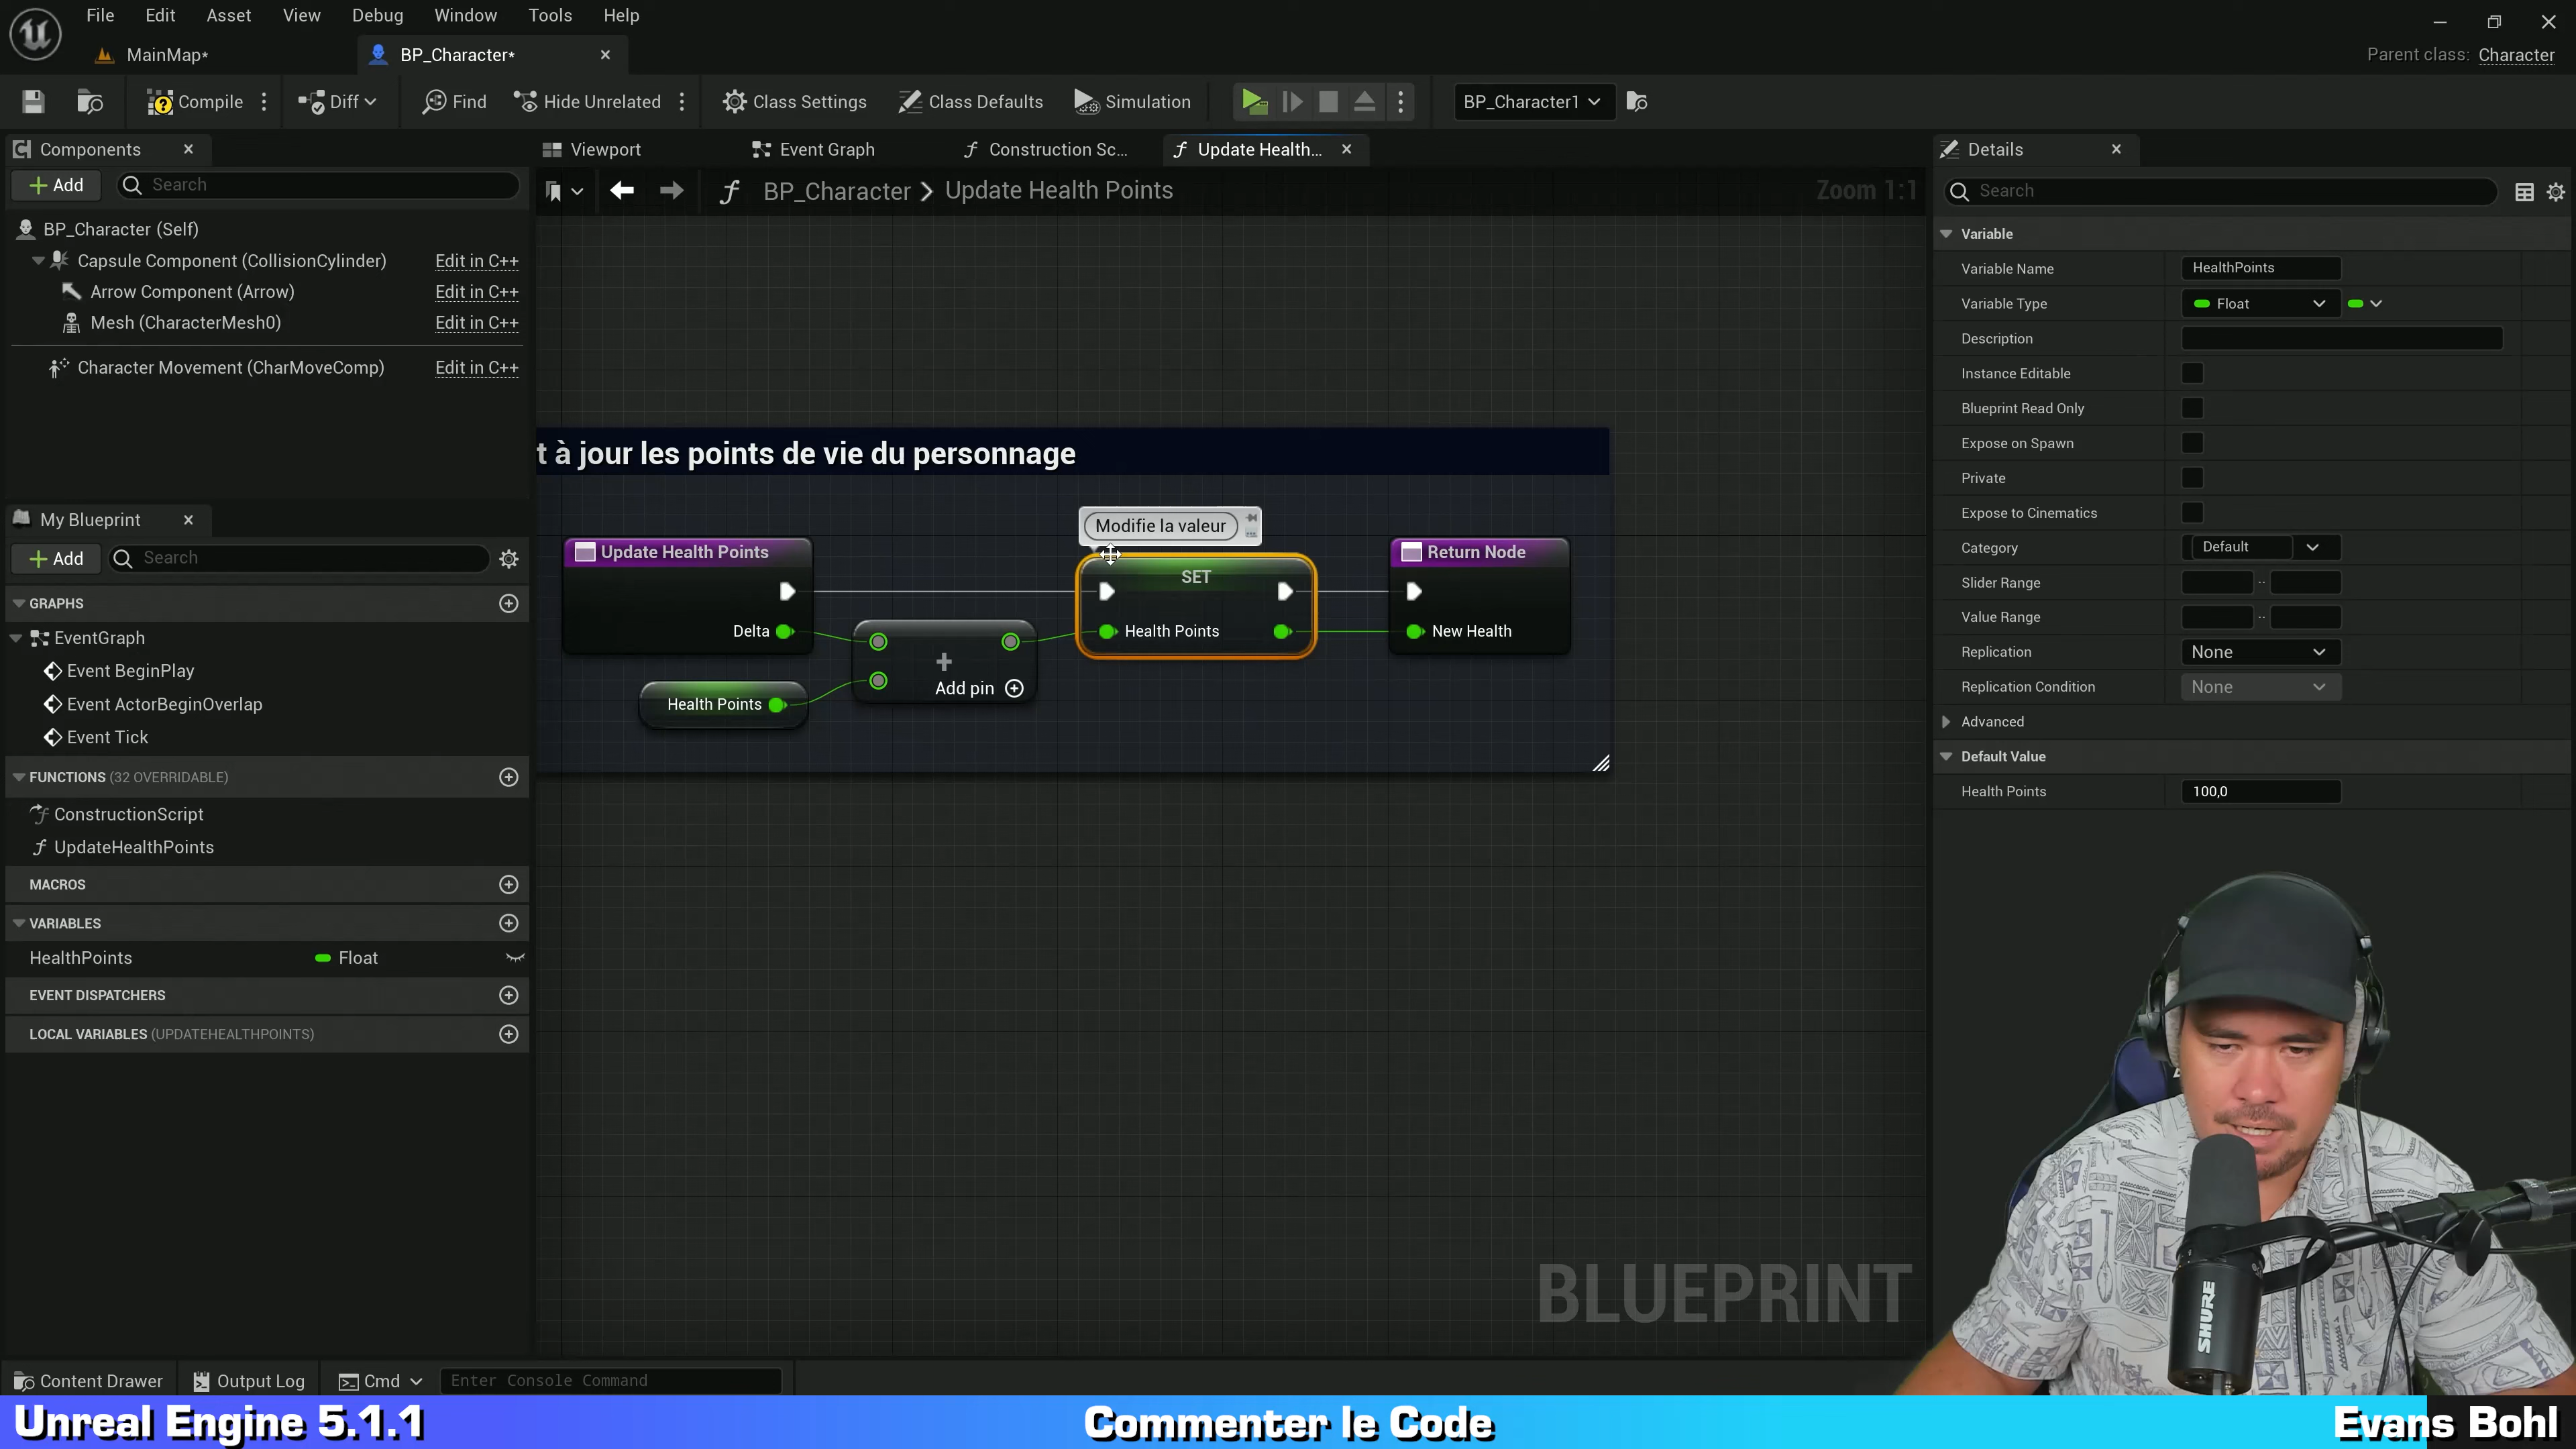 File Edit Asset View Debug Window Tools Help
MainMap* BP_Character*
Parent class: Character
Compile Diff Find Hide Unrelated Class Settings Class Defaults Simulation BP_Character1
Components
Add Search
BP_Character (Self)
Capsule Component (CollisionCylinder) Edit in C++
Arrow Component (Arrow) Edit in C++
Mesh (CharacterMesh0) Edit in C++
Character Movement (CharMoveComp) Edit in C++
My Blueprint
Add Search
GRAPHS
EventGraph
Event BeginPlay
Event ActorBeginOverlap
Event Tick
FUNCTIONS (32 OVERRIDABLE)
ConstructionScript
UpdateHealthPoints
MACROS
VARIABLES
HealthPoints Float
EVENT DISPATCHERS
LOCAL VARIABLES (UPDATEHEALTHPOINTS)
Viewport Event Graph Construction Sc... Update Health...
BP_Character > Update Health Points
Zoom 1:1
t à jour les points de vie du personnage
Modifie la valeur
Update Health Points
Delta
Health Points
+
Add pin
SET
Health Points
Return Node
New Health
BLUEPRINT
Details
Search
Variable
Variable Name HealthPoints
Variable Type Float
Description
Instance Editable
Blueprint Read Only
Expose on Spawn
Private
Expose to Cinematics
Category Default
Slider Range ..
Value Range ..
Replication None
Replication Condition None
Advanced
Default Value
Health Points 100,0
SHURE
Content Drawer Output Log Cmd Enter Console Command
Unreal Engine 5.1.1
Commenter le Code
Evans Bohl